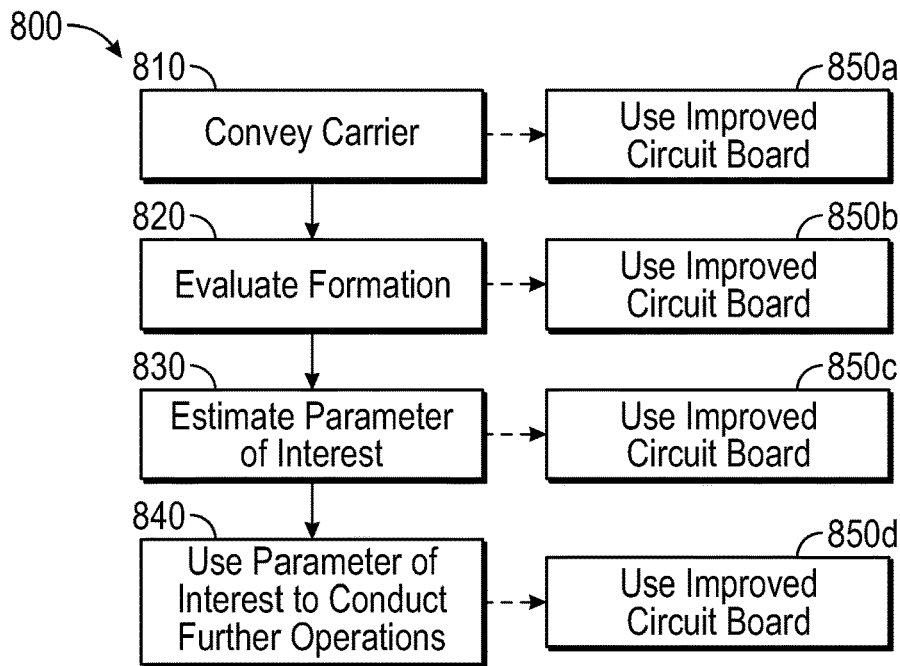 800
810
Convey Carrier
850a
Use Improved
Circuit Board
820
Evaluate Formation
850b
Use Improved
Circuit Board
830
Estimate Parameter
of Interest
850c
Use Improved
Circuit Board
840
Use Parameter of
Interest to Conduct
Further Operations
850d
Use Improved
Circuit Board